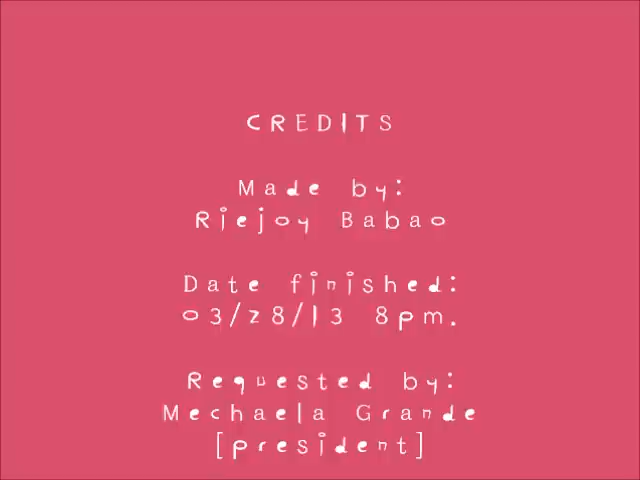 CREDITS
Made by:
Riejoy Babao
Date finished:
03/28/13 8pm.
Requested by:
Mechaela Grande
[president]